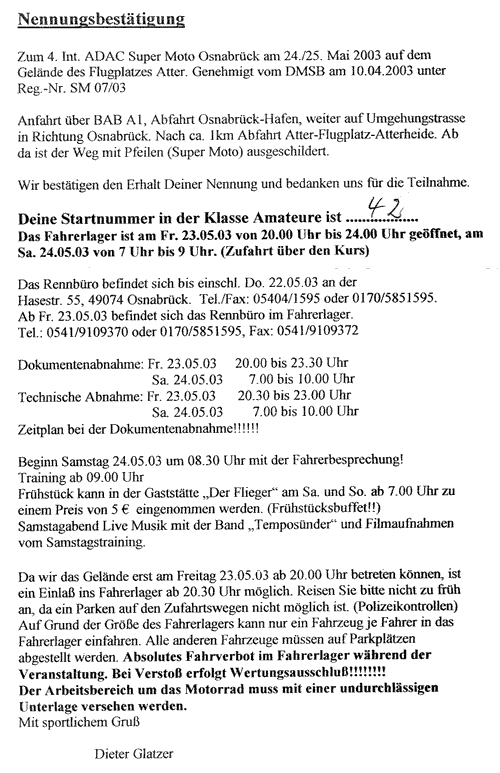 Nennungsbestätigung
Zum 4. Int. ADAC Super Moto Osnabrück am 24./25. Mai 2003 auf dem
Gelände des Flugplatzes Atter. Genehmigt vom DMSB am 10.04.2003 unter
Reg.-Nr. SM 07/03
Anfahrt über BAB A1, Abfahrt Osnabrück-Hafen, weiter auf Umgehungstrasse
in Richtung Osnabrück. Nach ca. 1km Abfahrt Atter-Flugplatz-Atterheide. Ab
da ist der Weg mit Pfeilen (Super Moto) ausgeschildert.
Wir bestätigen den Erhalt Deiner Nennung und bedanken uns für die Teilnahme.
Deine Startnummer in der Klasse Amateure ist ....42....
Das Fahrerlager ist am Fr. 23.05.03 von 20.00 Uhr bis 24.00 Uhr geöffnet, am
Sa. 24.05.03 von 7 Uhr bis 9 Uhr. (Zufahrt über den Kurs)
Das Rennbüro befindet sich bis einschl. Do. 22.05.03 an der
Hasestr. 55, 49074 Osnabrück. Tel./Fax: 05404/1595 oder 0170/5851595.
Ab Fr. 23.05.03 befindet sich das Rennbüro im Fahrerlager.
Tel.: 0541/9109370 oder 0170/5851595, Fax: 0541/9109372
Dokumentenabnahme: Fr. 23.05.03 20.00 bis 23.30 Uhr
Sa. 24.05.03 7.00 bis 10.00 Uhr
Technische Abnahme: Fr. 23.05.03 20.30 bis 23.00 Uhr
Sa. 24.05.03 7.00 bis 10.00 Uhr
Zeitplan bei der Dokumentenabnahme!!!!!!
Beginn Samstag 24.05.03 um 08.30 Uhr mit der Fahrerbesprechung!
Training ab 09.00 Uhr
Frühstück kann in der Gaststätte „Der Flieger“ am Sa. und So. ab 7.00 Uhr zu
einem Preis von 5 € eingenommen werden. (Frühstücksbuffet!!)
Samstagabend Live Musik mit der Band „Temposünder“ und Filmaufnahmen
vom Samstagstraining.
Da wir das Gelände erst am Freitag 23.05.03 ab 20.00 Uhr betreten können, ist
ein Einlaß ins Fahrerlager ab 20.30 Uhr möglich. Reisen Sie bitte nicht zu früh
an, da ein Parken auf den Zufahrtswegen nicht möglich ist. (Polizeikontrollen)
Auf Grund der Größe des Fahrerlagers kann nur ein Fahrzeug je Fahrer in das
Fahrerlager einfahren. Alle anderen Fahrzeuge müssen auf Parkplätzen
abgestellt werden. Absolutes Fahrverbot im Fahrerlager während der
Veranstaltung. Bei Verstoß erfolgt Wertungsausschluß!!!!!!!!
Der Arbeitsbereich um das Motorrad muss mit einer undurchlässigen
Unterlage versehen werden.
Mit sportlichem Gruß
Dieter Glatzer